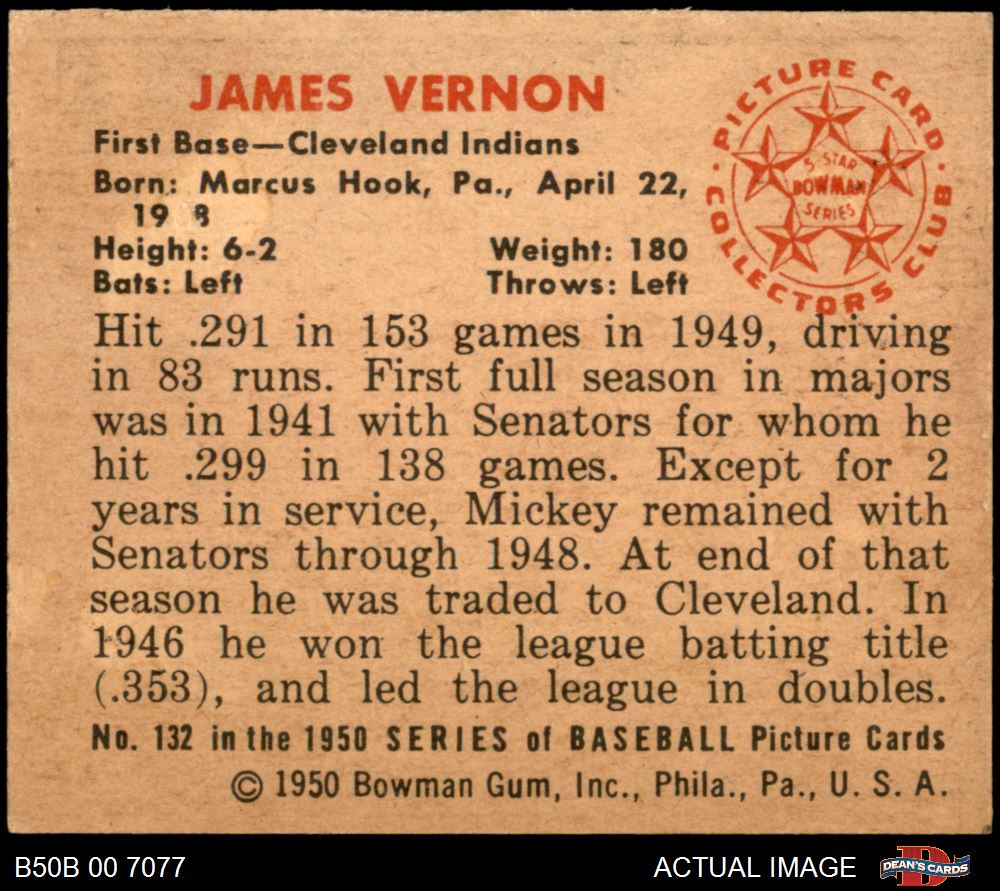 JAMES VERNON
First Base—Cleveland Indians
Born: Marcus Hook, Pa., April 22,
19 8
Height: 6-2 Weight: 180
Bats: Left Throws: Left
PICTURE CARD
COLLECTORS CLUB
5-STAR
BOWMAN
SERIES
Hit .291 in 153 games in 1949, driving
in 83 runs. First full season in majors
was in 1941 with Senators for whom he
hit .299 in 138 games. Except for 2
years in service, Mickey remained with
Senators through 1948. At end of that
season he was traded to Cleveland. In
1946 he won the league batting title
(.353), and led the league in doubles.
No. 132 in the 1950 SERIES of BASEBALL Picture Cards
© 1950 Bowman Gum, Inc., Phila., Pa., U. S. A.
B50B 00 7077 ACTUAL IMAGE DEAN'S CARDS